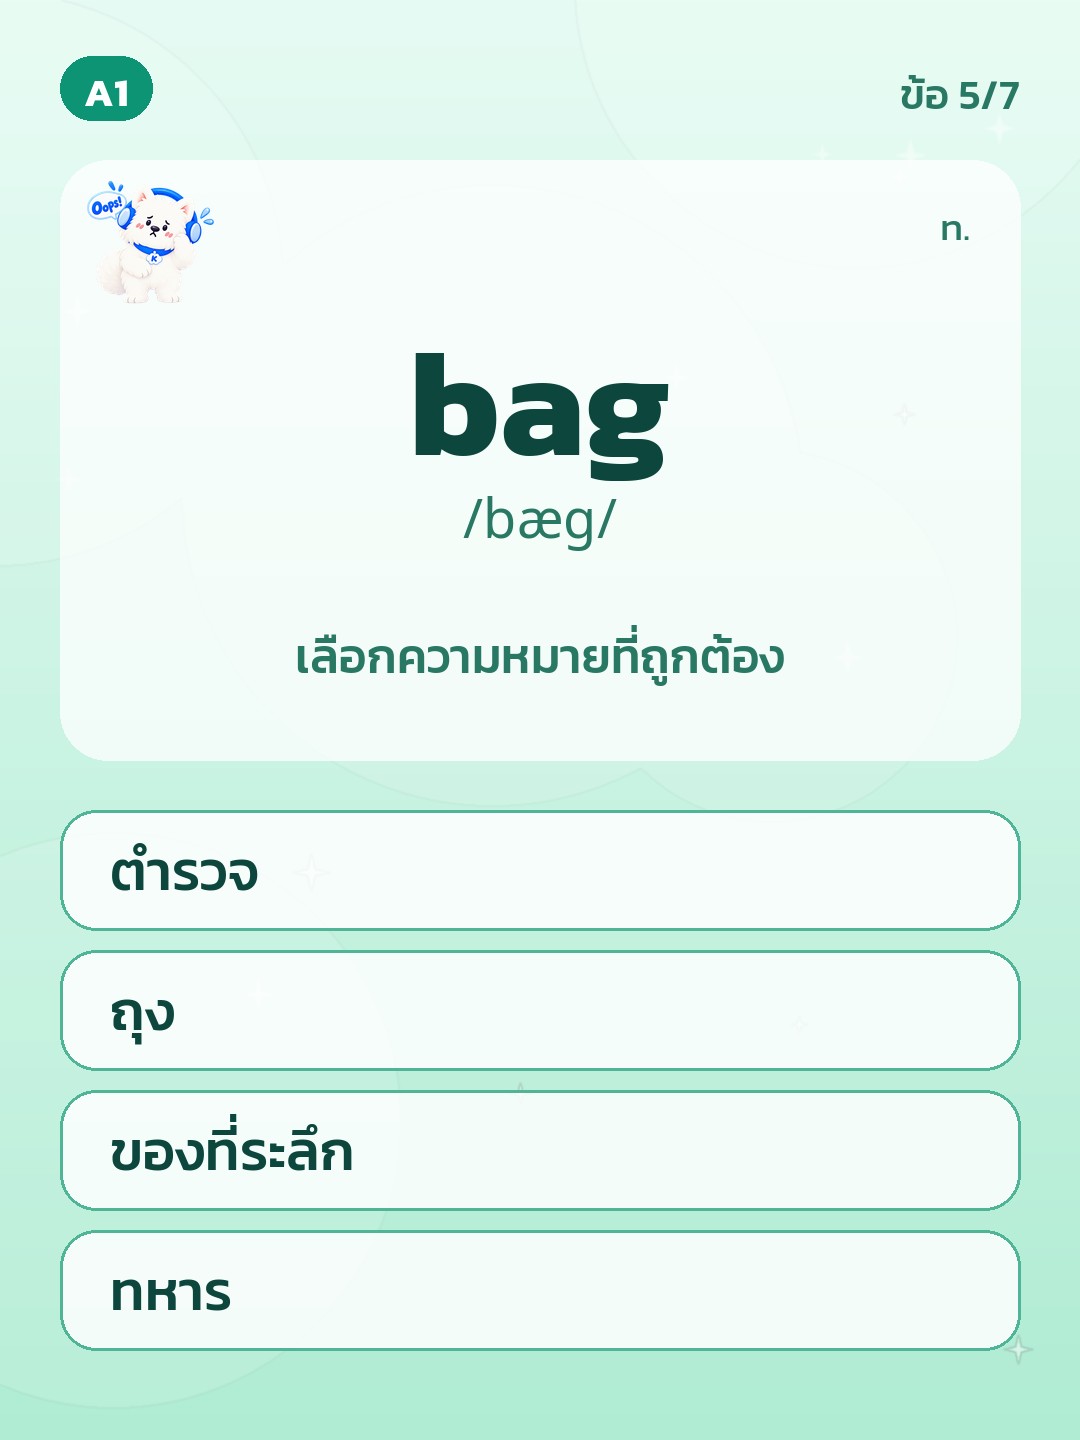 A1
ข้อ 5/7
Oops!
n.
K
bag
/bæg/
เลือกความหมายที่ถูกต้อง
ตำรวจ
ถุง
ของที่ระลึก
ทหาร